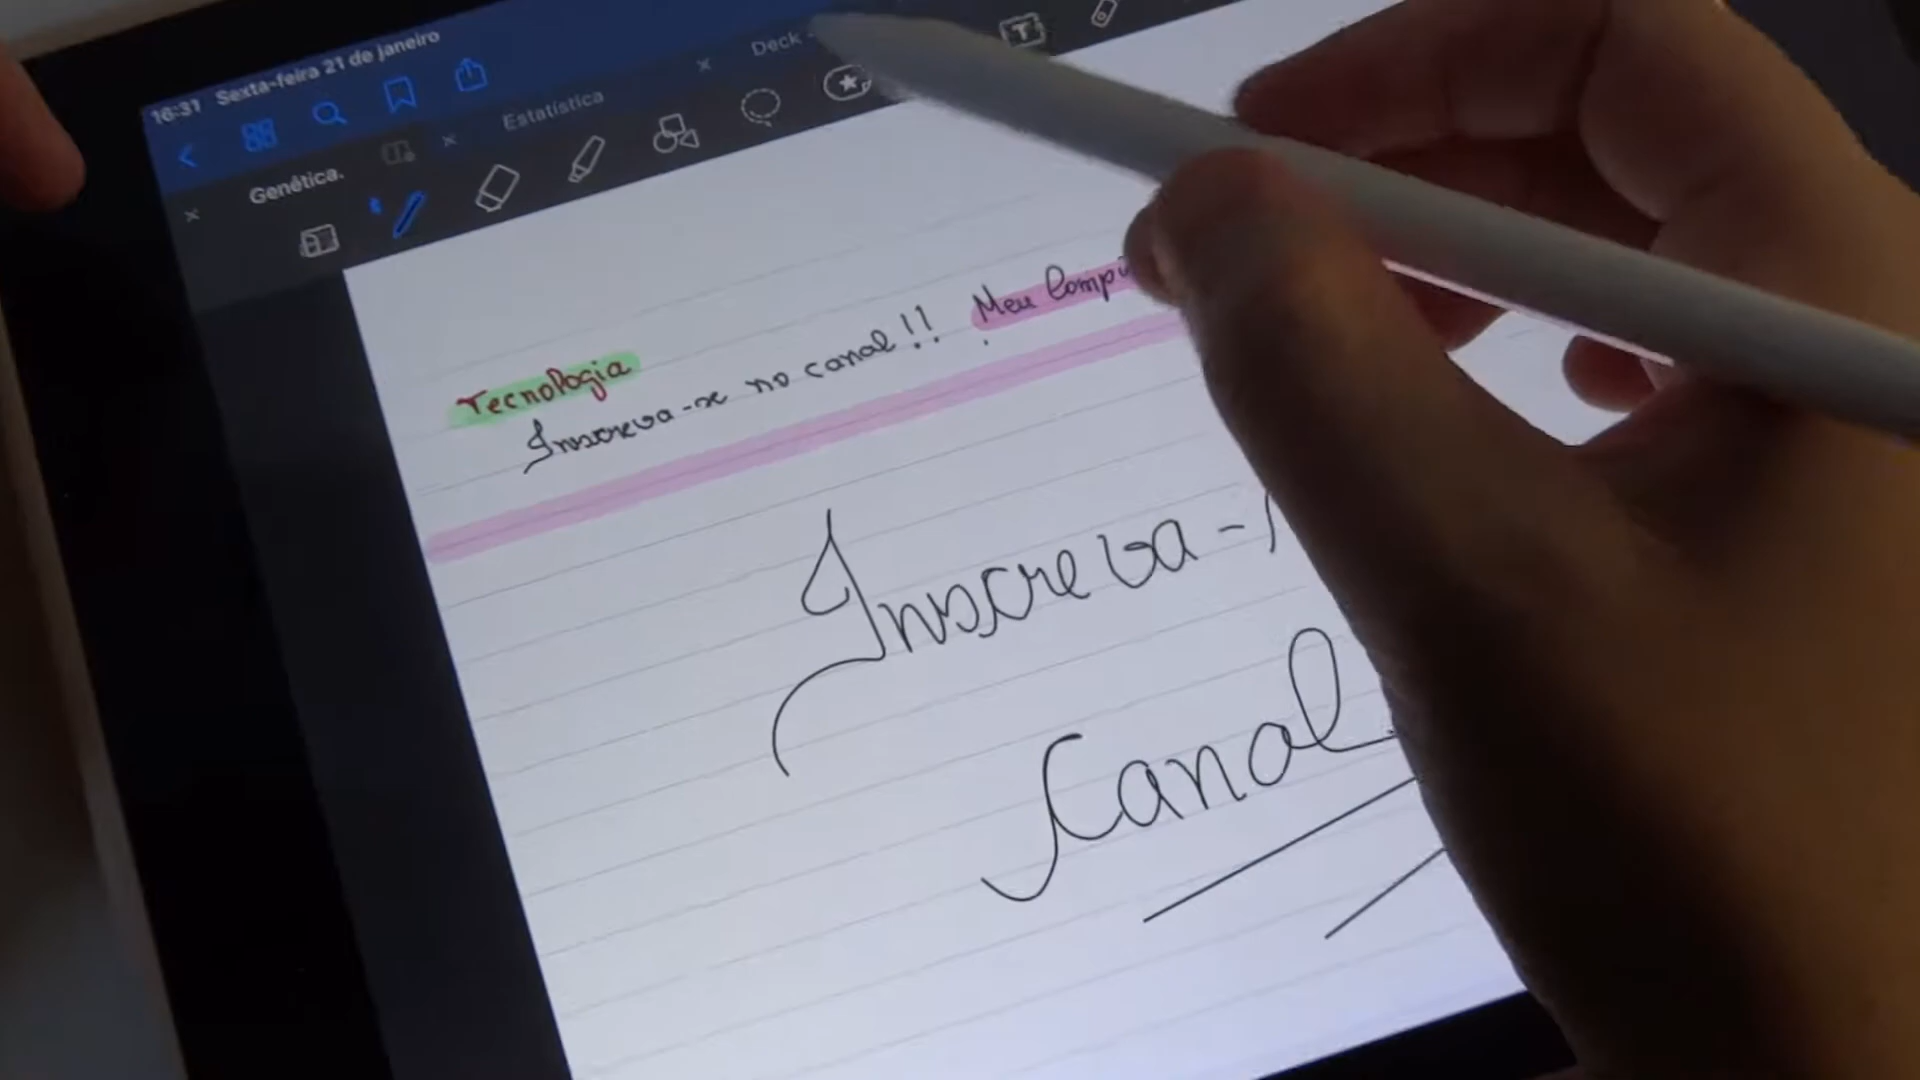 16:31 Sexta-feira 21 de janeiro
Genética.
Estatística
Deck
T
Tecnologia
Inscreva-se no canal!! Meu
Inscreva-
Canal